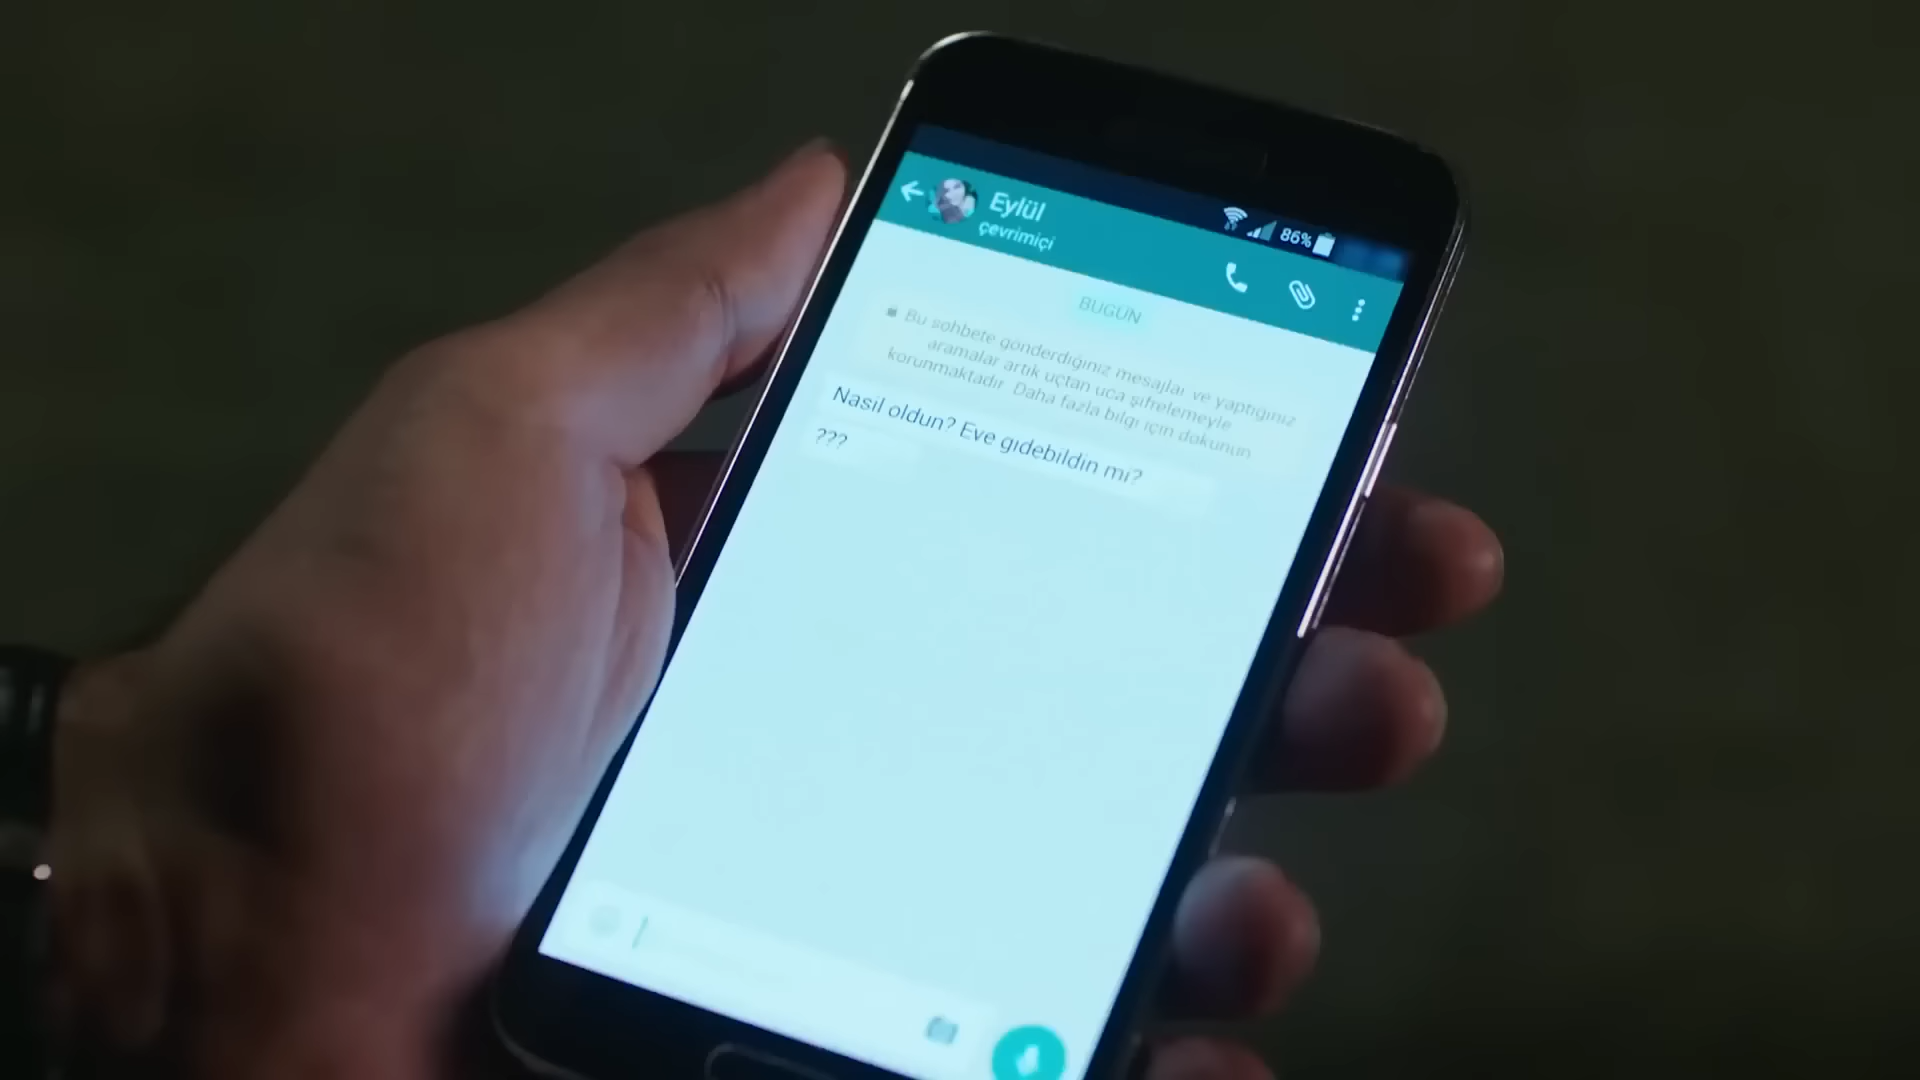 86%
Eylül
çevrimiçi
BUGÜN
Bu sohbete gönderdiğiniz mesajlar ve yaptığınız
aramalar artık uçtan uca şifrelemeyle
korunmaktadır. Daha fazla bilgi için dokunun
Nasıl oldun? Eve gidebildin mi?
???